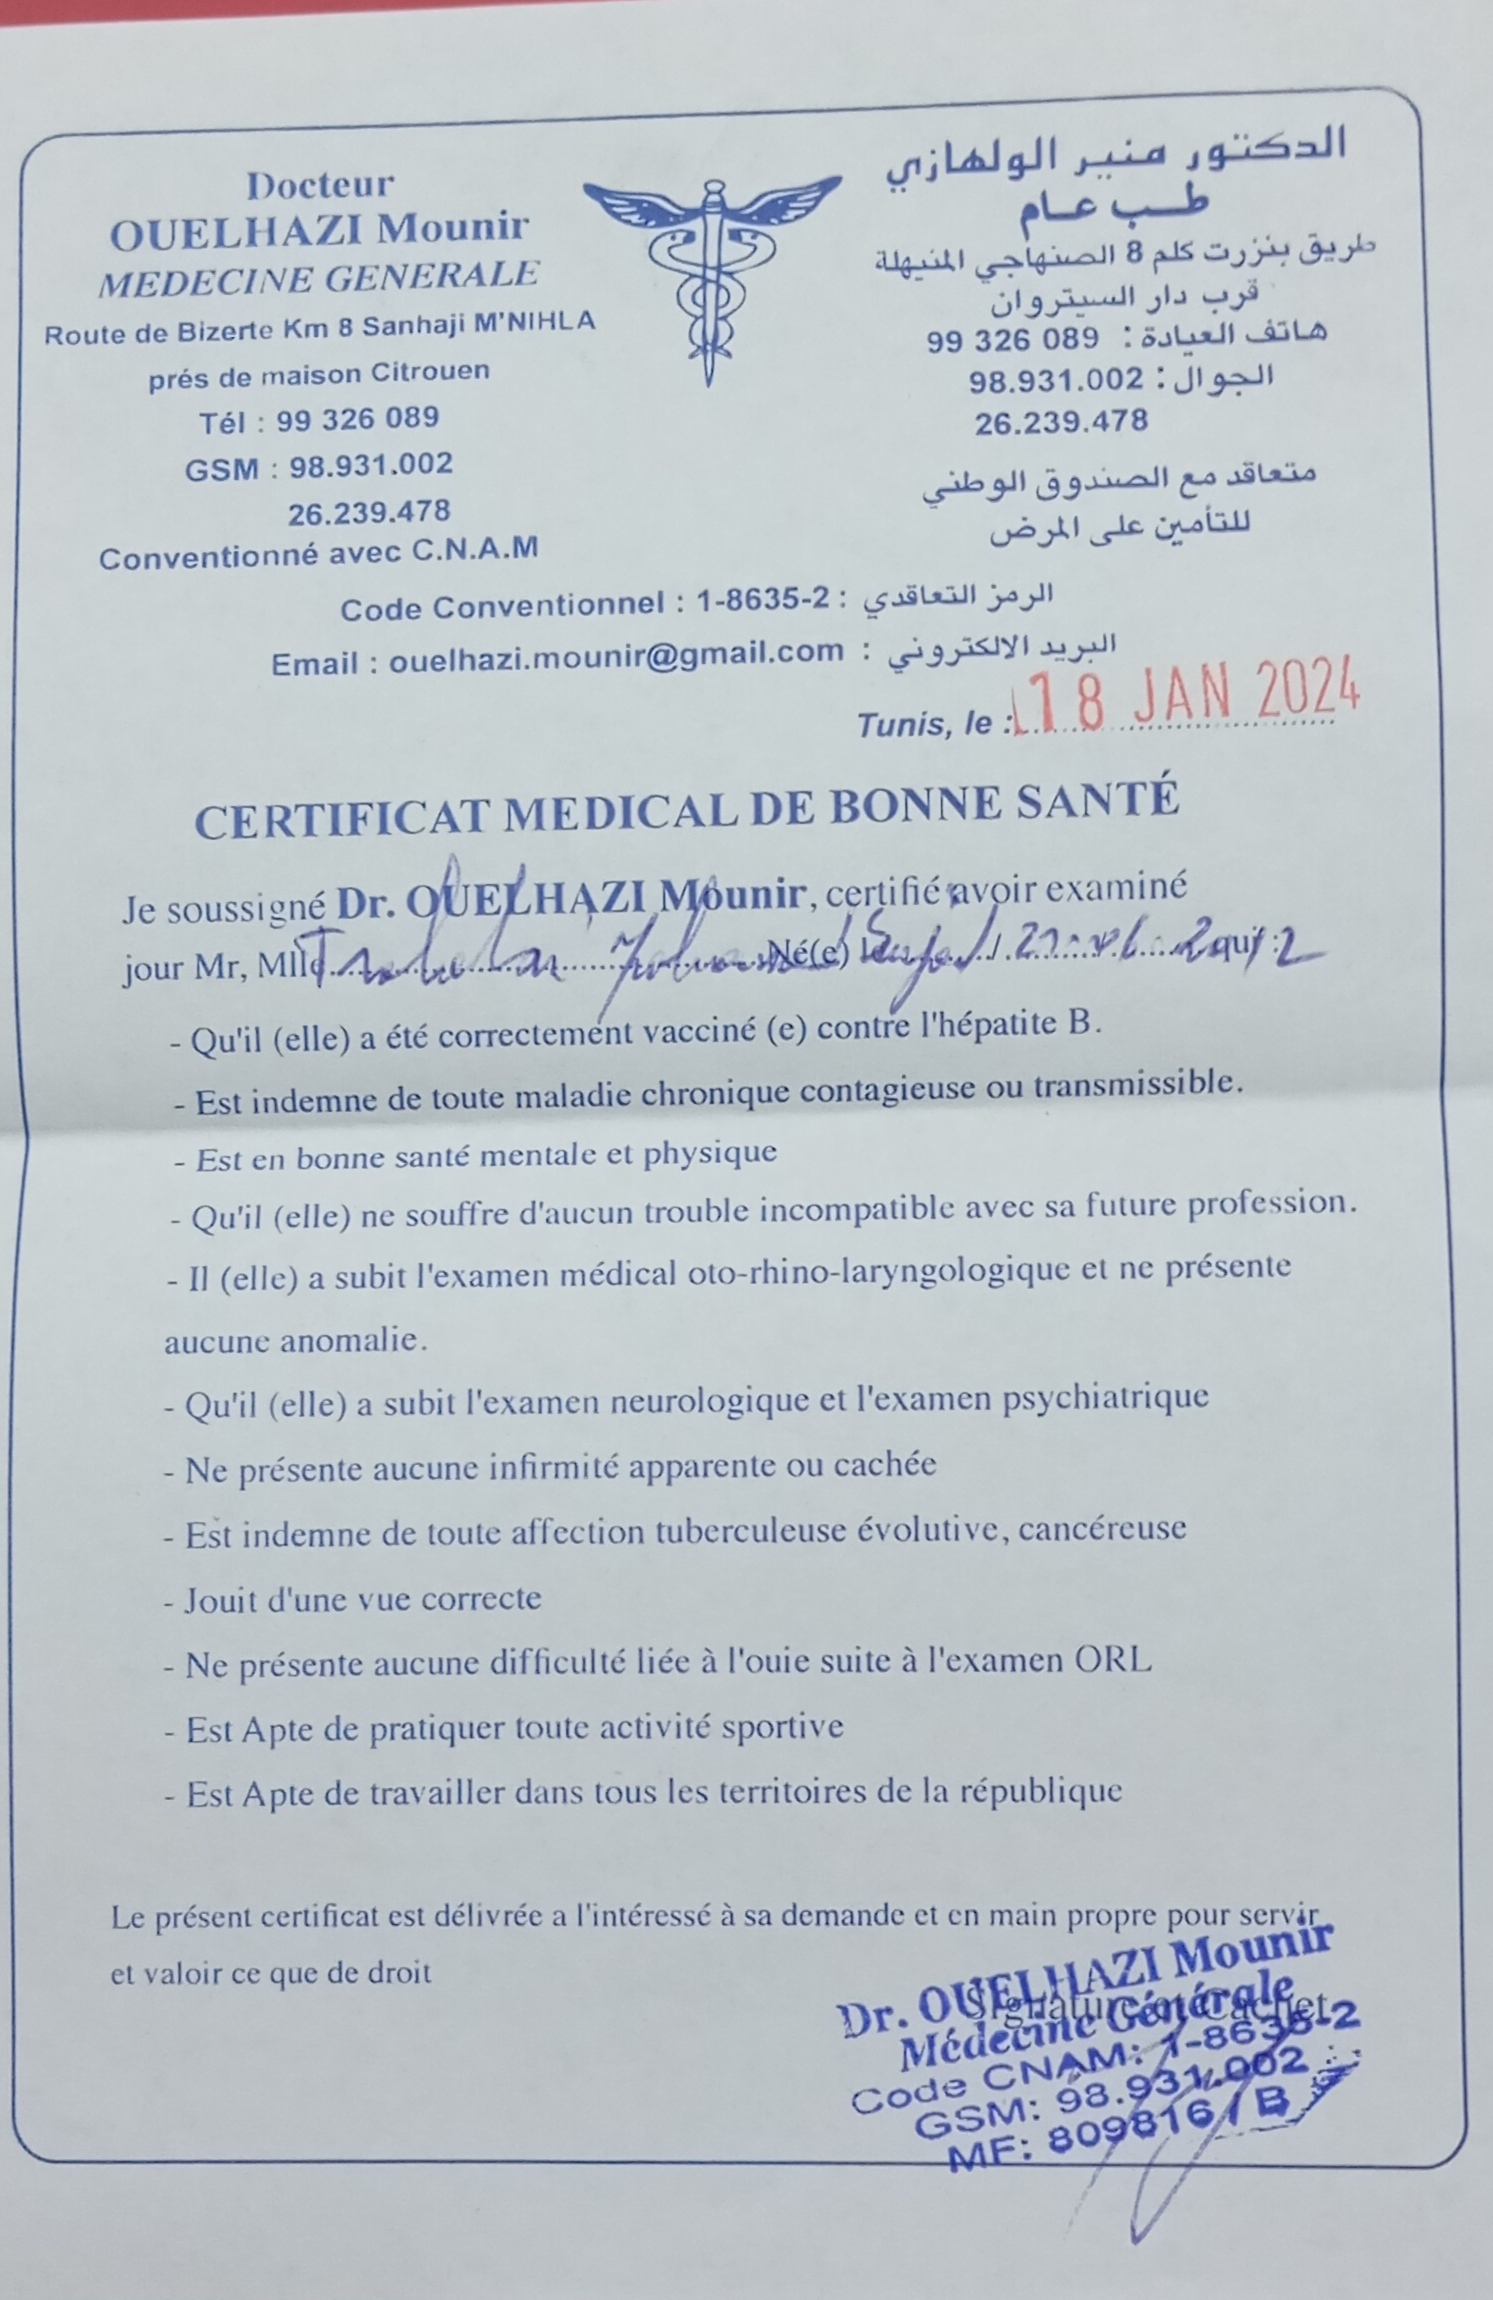 Docteur
OUELHAZI Mounir
MEDECINE GENERALE
Route de Bizerte Km 8 Sanhaji M'NIHLA
prés de maison Citrouen
Tél : 99 326 089
GSM : 98.931.002
26.239.478
Conventionné avec C.N.A.M
الدكتور منير الولهازي
طب عام
طريق بنزرت كلم 8 الصنهاجي المنيهلة
قرب دار السيتروان
هاتف العيادة : 99 326 089
الجوال : 98.931.002
26.239.478
متعاقد مع الصندوق الوطني
للتأمين على المرض
Code Conventionnel : 1-8635-2 : الرمز التعاقدي
Email : ouelhazi.mounir@gmail.com : البريد الالكتروني
Tunis, le : 18 JAN 2024
CERTIFICAT MEDICAL DE BONNE SANTÉ
Je soussigné Dr. OUELHAZI Mounir, certifié avoir examiné
jour Mr, Mlle Né(e) le qui :
- Qu'il (elle) a été correctement vacciné (e) contre l'hépatite B.
- Est indemne de toute maladie chronique contagieuse ou transmissible.
- Est en bonne santé mentale et physique
- Qu'il (elle) ne souffre d'aucun trouble incompatible avec sa future profession.
- Il (elle) a subit l'examen médical oto-rhino-laryngologique et ne présente
aucune anomalie.
- Qu'il (elle) a subit l'examen neurologique et l'examen psychiatrique
- Ne présente aucune infirmité apparente ou cachée
- Est indemne de toute affection tuberculeuse évolutive, cancéreuse
- Jouit d'une vue correcte
- Ne présente aucune difficulté liée à l'ouie suite à l'examen ORL
- Est Apte de pratiquer toute activité sportive
- Est Apte de travailler dans tous les territoires de la république
Le présent certificat est délivrée a l'intéressé à sa demande et en main propre pour servir
et valoir ce que de droit
Signature et Cachet
Dr. OUELHAZI Mounir
Médecine Générale
Code CNAM: 1-8635-2
GSM: 98.931.002
MF: 809816 / B